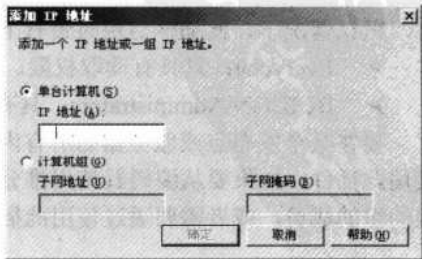 添加 IP 地址
添加一个 IP 地址或一组 IP 地址。
单台计算机(S)
IP 地址(A):
计算机组(G)
子网地址(U) 子网掩码(D)
确定 取消 帮助(H)